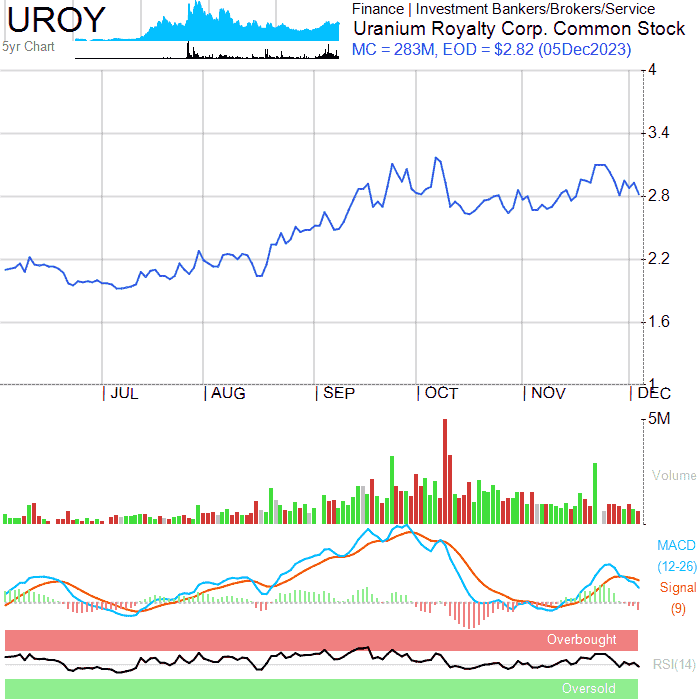 UROY
5yr Chart
Finance | Investment Bankers/Brokers/Service
Uranium Royalty Corp. Common Stock
MC = 283M, EOD = $2.82 (05Dec2023)
4
3.4
2.8
2.2
1.6
1
| JUL | AUG | SEP | OCT | NOV | DEC
5M
Volume
MACD
(12-26)
Signal
(9)
Overbought
RSI(14)
Oversold